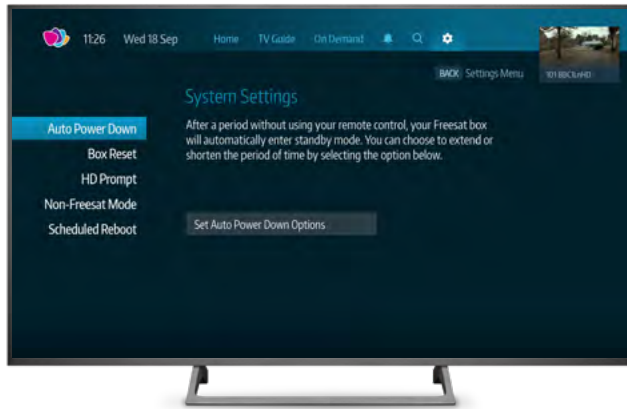 11:26 Wed 18 Sep Home TV Guide On Demand
BACK Settings Menu
System Settings
Auto Power Down
Box Reset
HD Prompt
Non-Freesat Mode
Scheduled Reboot
After a period without using your remote control, your Freesat box
will automatically enter standby mode. You can choose to extend or
shorten the period of time by selecting the option below.
Set Auto Power Down Options